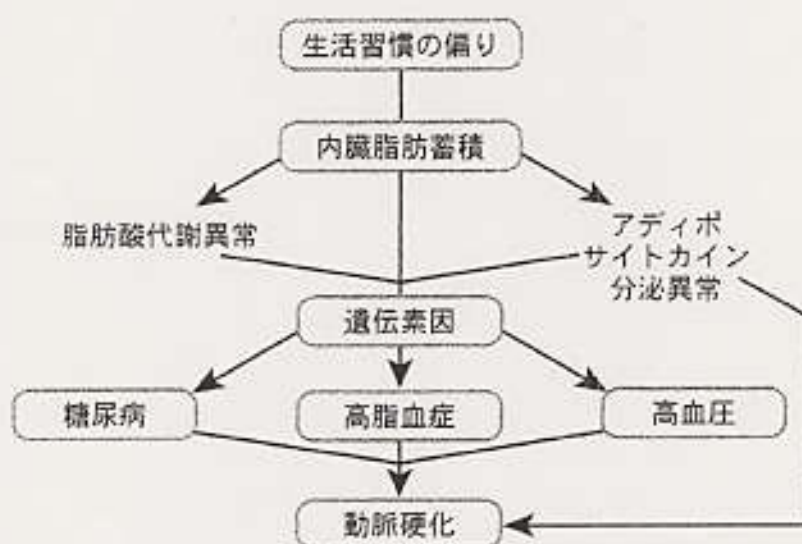 生活習慣の偏り
内臓脂肪蓄積
脂肪酸代謝異常
アディポ
サイトカイン
分泌異常
遺伝素因
糖尿病
高脂血症
高血圧
動脈硬化